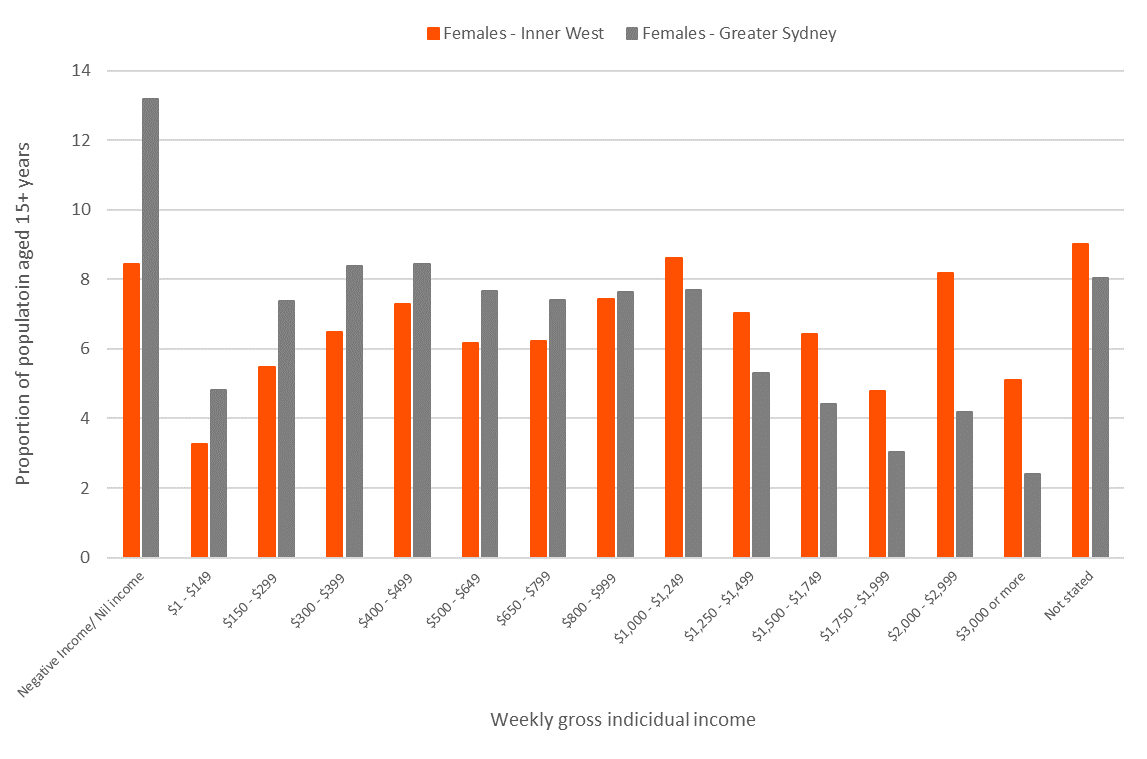 Females - Inner West Females - Greater Sydney
14
12
10
8
6
4
2
0
Proportion of populatoin aged 15+ years
Negative Income/ Nil income
$1 - $149
$150 - $299
$300 - $399
$400 - $499
$500 - $649
$650 - $799
$800 - $999
$1,000 - $1,249
$1,250 - $1,499
$1,500 - $1,749
$1,750 - $1,999
$2,000 - $2,999
$3,000 or more
Not stated
Weekly gross indicidual income